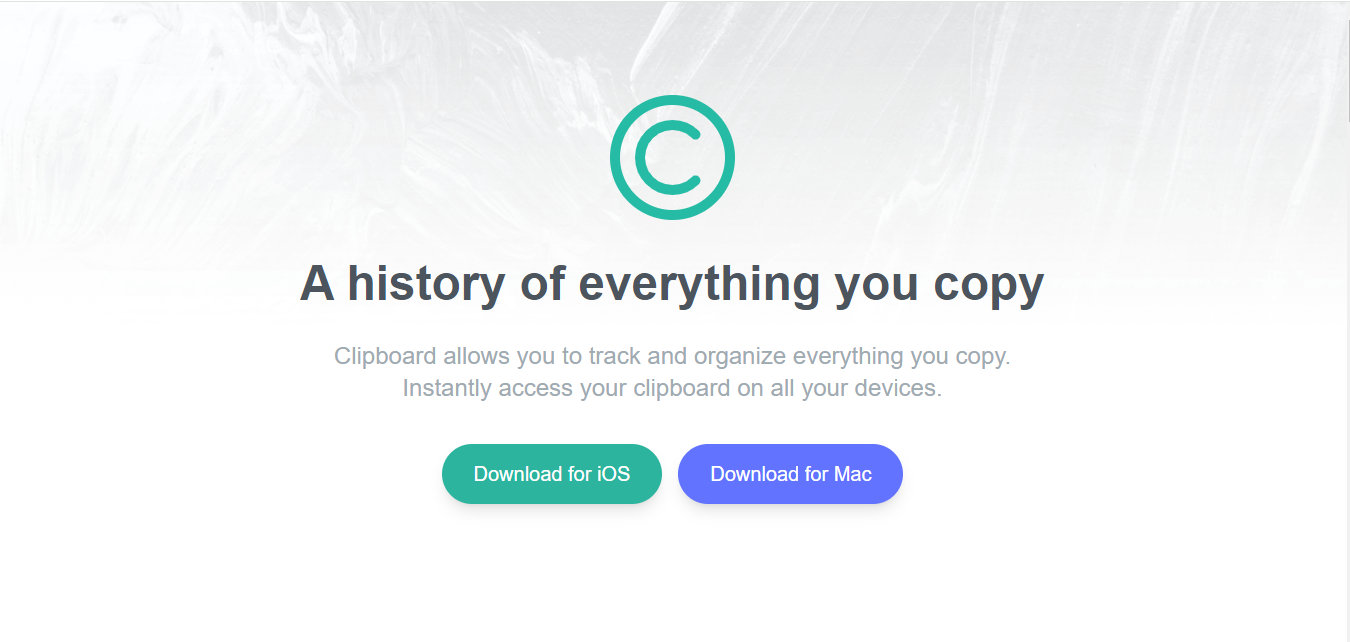 A history of everything you copy
Clipboard allows you to track and organize everything you copy.
Instantly access your clipboard on all your devices.
Download for iOS
Download for Mac